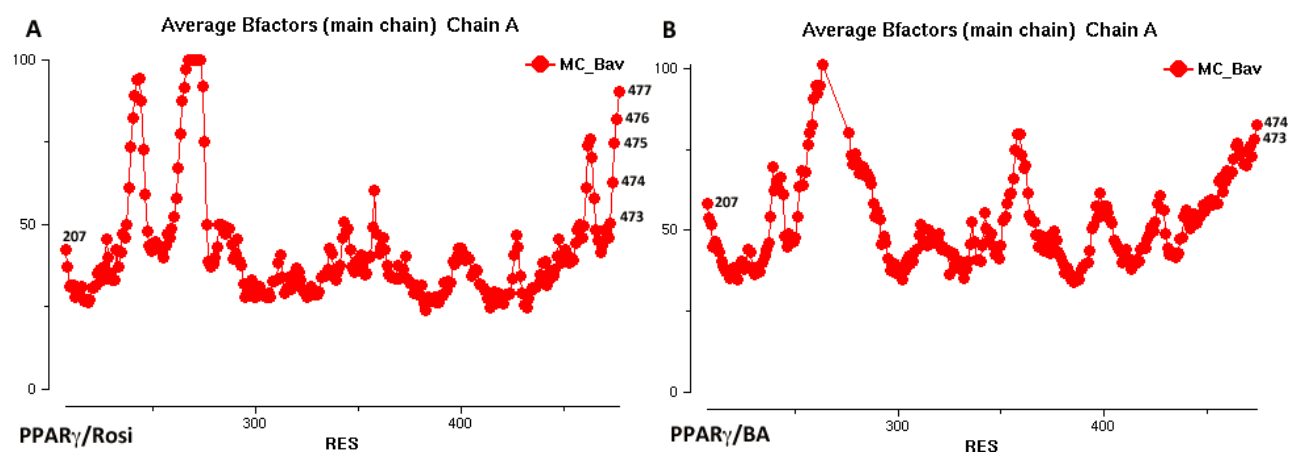 A
Average Bfactors (main chain) Chain A
100
MC_Bav
477
476
475
474
473
50
207
0
300
400
RES
PPARγ/Rosi
B
Average Bfactors (main chain) Chain A
100
MC_Bav
474
473
207
50
0
300
400
RES
PPARγ/BA